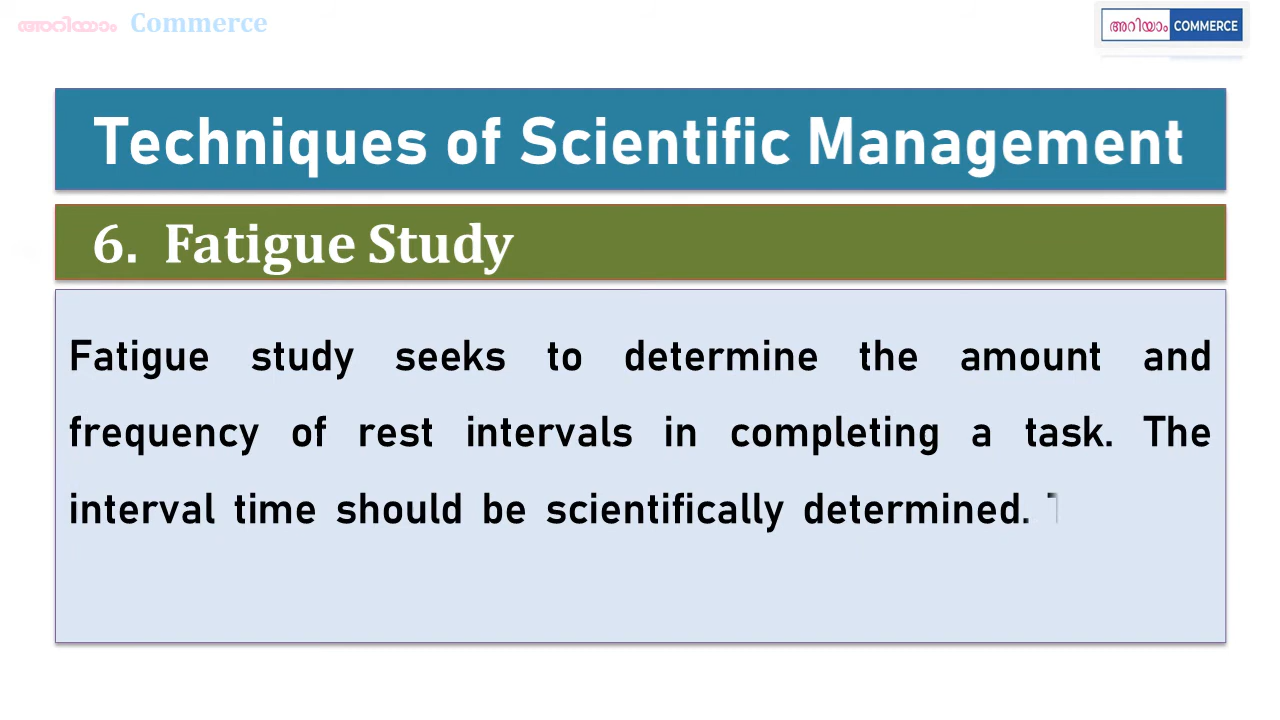 അറിയാം Commerce
അറിയാം COMMERCE
Techniques of Scientific Management
6. Fatigue Study
Fatigue study seeks to determine the amount and
frequency of rest intervals in completing a task. The
interval time should be scientifically determined.